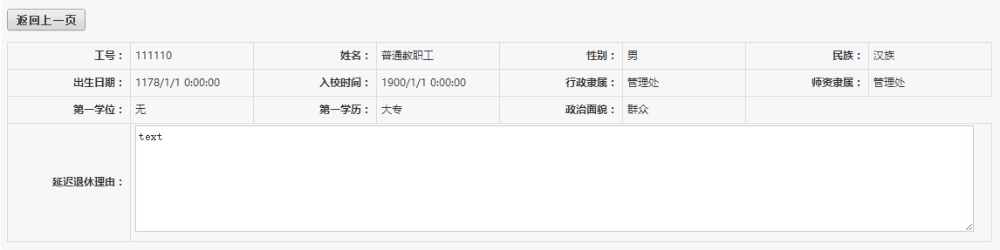 返回上一页
工号： 111110 姓名： 普通教职工 性别： 男 民族： 汉族
出生日期： 1178/1/1 0:00:00 入校时间： 1900/1/1 0:00:00 行政隶属： 管理处 师资隶属： 管理处
第一学位： 无 第一学历： 大专 政治面貌： 群众
延迟退休理由： text